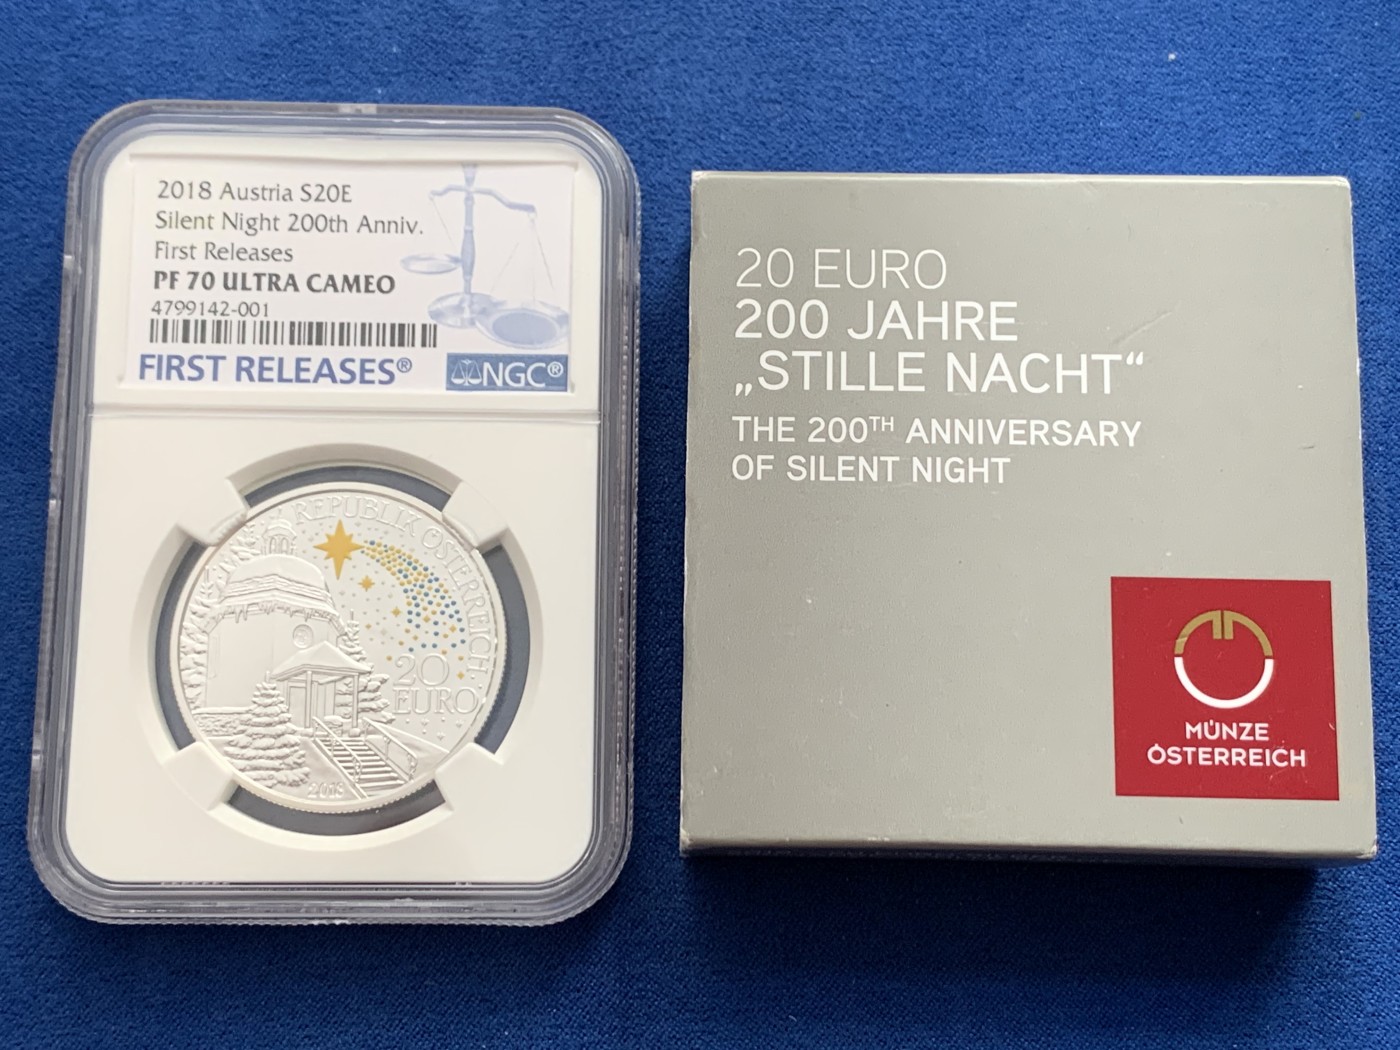 2018 Austria S20E
Silent Night 200th Anniv.
First Releases
PF 70 ULTRA CAMEO
4799142-001
FIRST RELEASES®
NGC®
REPUBLIK ÖSTERREICH
20
EURO
2018
20 EURO
200 JAHRE
„STILLE NACHT“
THE 200TH ANNIVERSARY
OF SILENT NIGHT
MÜNZE
ÖSTERREICH